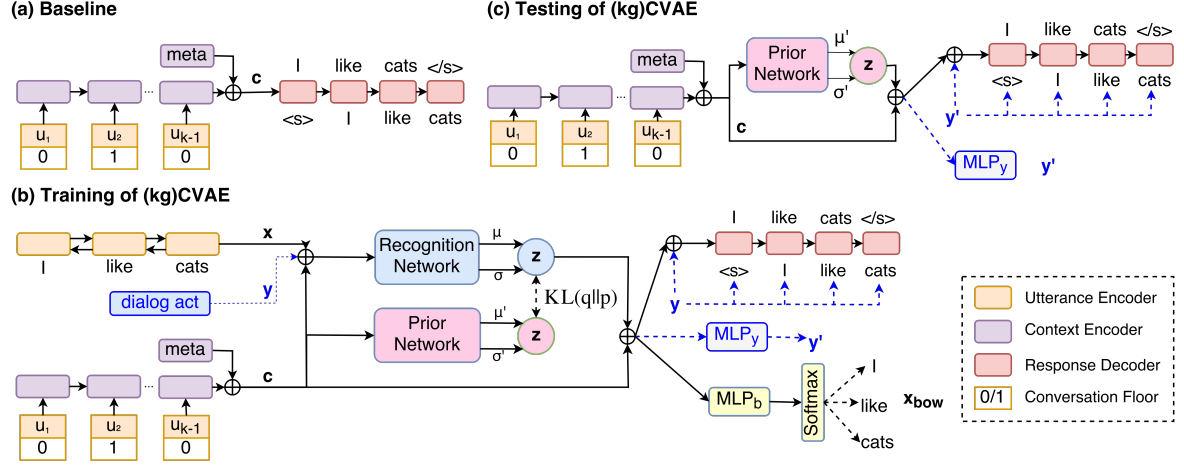 (a) Baseline
meta
c
I like cats </s>
<s> I like cats
...
u1 u2 uk-1
0 1 0
(c) Testing of (kg)CVAE
meta
Prior Network
μ'
σ'
z
c
...
u1 u2 uk-1
0 1 0
I like cats </s>
<s> I like cats
y'
MLPy y'
(b) Training of (kg)CVAE
x
I like cats
y
dialog act
Recognition Network
μ
σ
z
KL(q||p)
Prior Network
μ'
σ'
z
meta
c
...
u1 u2 uk-1
0 1 0
I like cats </s>
<s> I like cats
y
MLPy y'
MLPb
Softmax
I
like
cats
xbow
Utterance Encoder
Context Encoder
Response Decoder
0/1 Conversation Floor